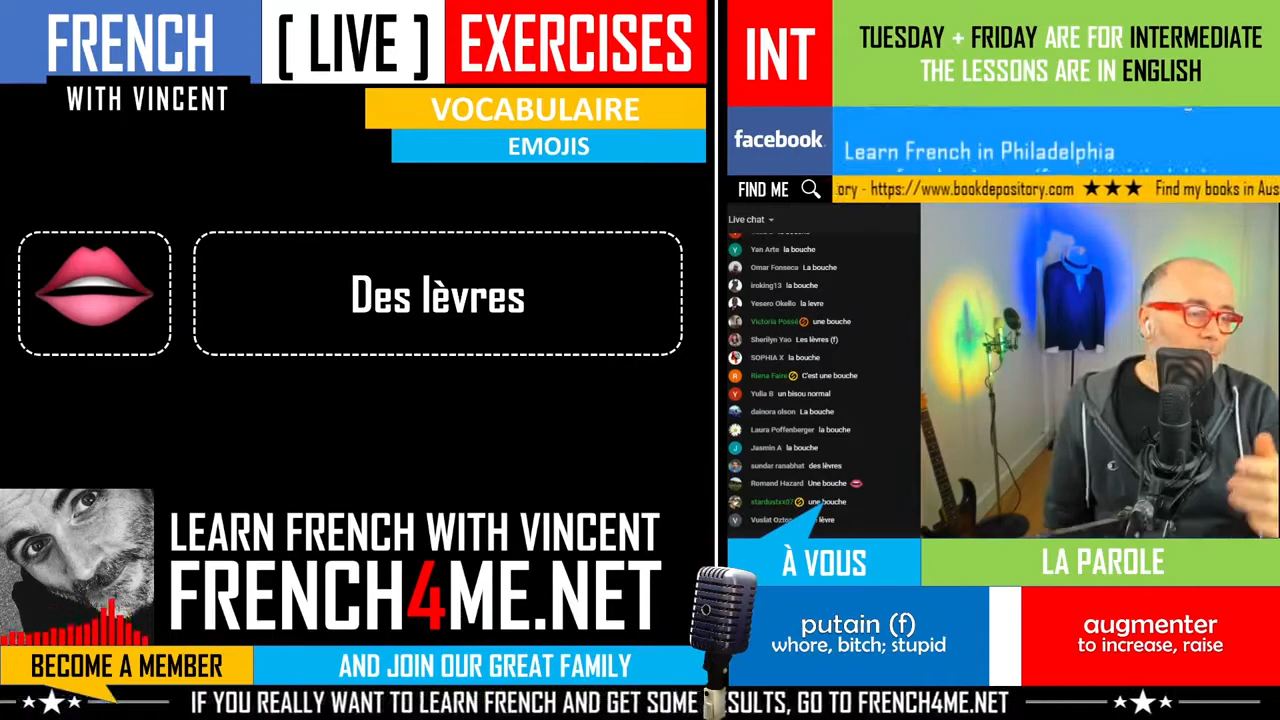 FRENCH
WITH VINCENT
[ LIVE ]
EXERCISES
VOCABULAIRE
EMOJIS
Des lèvres
LEARN FRENCH WITH VINCENT
FRENCH4ME.NET
BECOME A MEMBER
AND JOIN OUR GREAT FAMILY
IF YOU REALLY WANT TO LEARN FRENCH AND GET SOME SULTS, GO TO FRENCH4ME.NET
INT
TUESDAY + FRIDAY ARE FOR INTERMEDIATE
THE LESSONS ARE IN ENGLISH
facebook.
Learn French in Philadelphia
FIND ME
ory - https://www.bookdepository.com ★★★ Find my books in Aus
Live chat
Yan Arte la bouche
Omar Fonseca La bouche
iroking13 la bouche
Yesero Okello la levre
Victoria Possé une bouche
Sherilyn Yao Les lèvres (f)
SOPHIA X la bouche
Riena Faire C'est une bouche
Yulia B un bisou normal
dainora olson La bouche
Laura Poffenberger la bouche
Jasmin A la bouche
sundar ranabhat des lèvres
Romand Hazard Une bouche 👄
stardustxx07 une bouche
Vuslat lèvre
À VOUS
LA PAROLE
putain (f)
whore, bitch; stupid
augmenter
to increase, raise